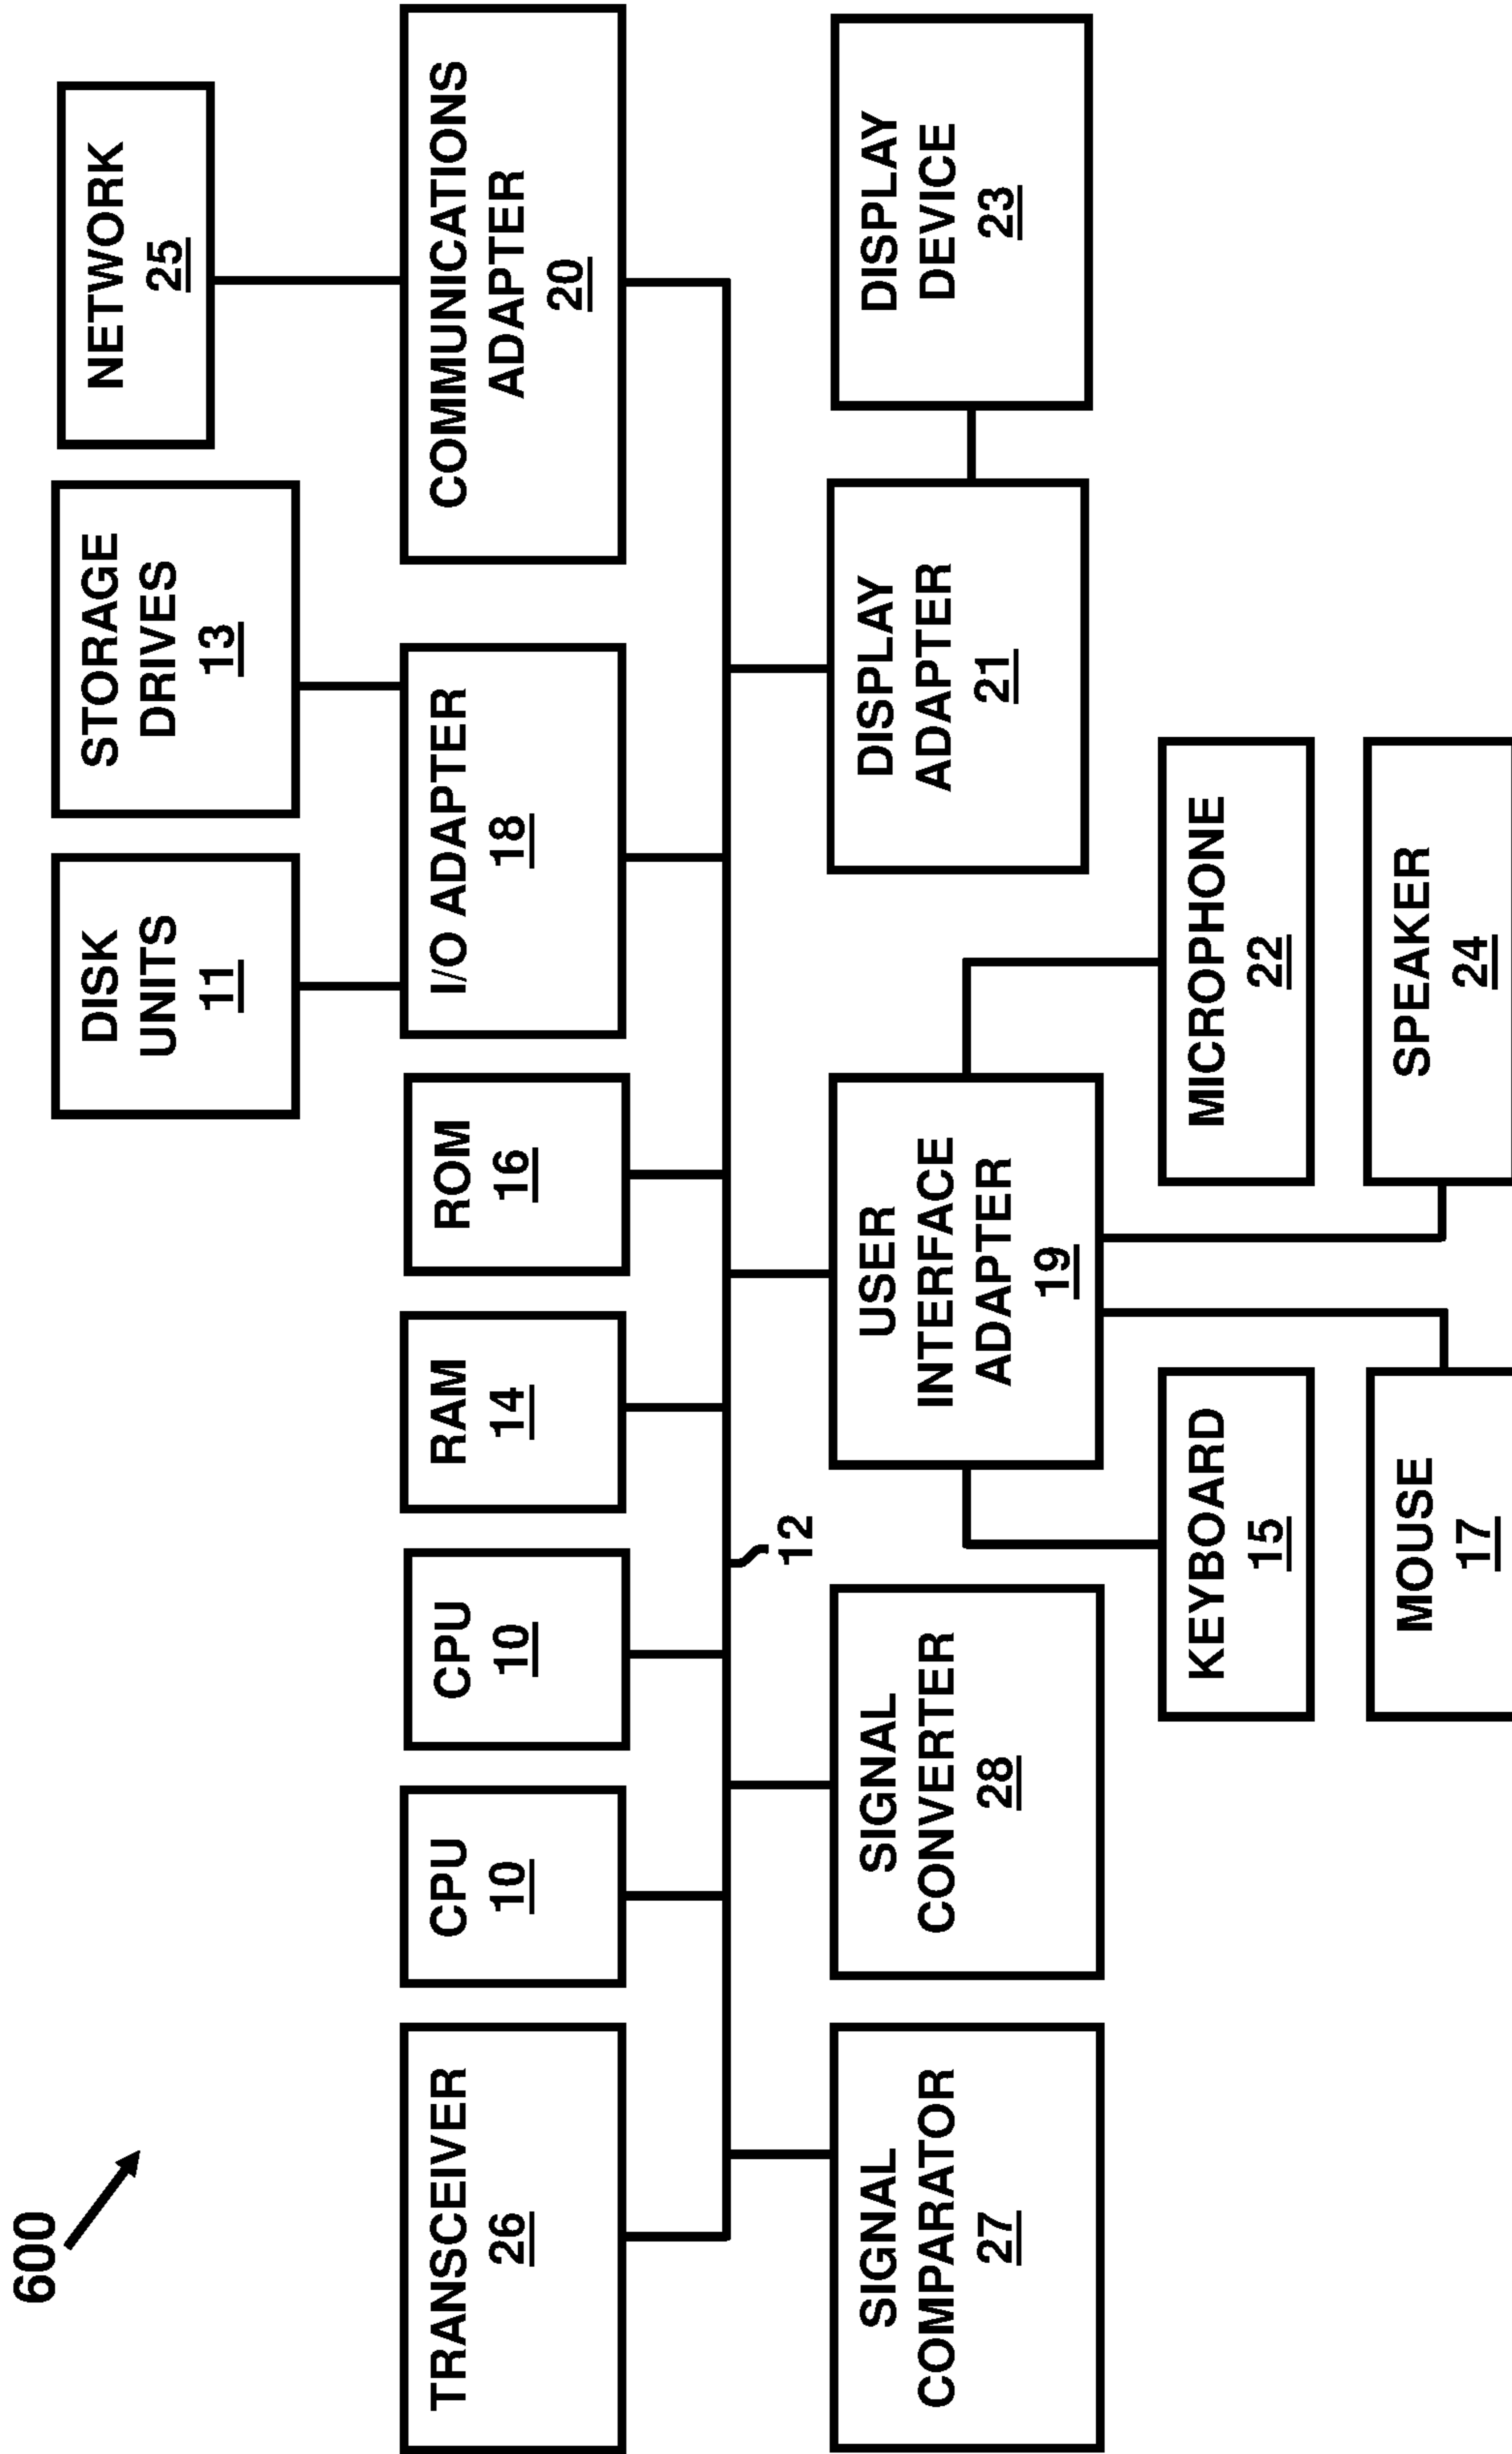 600
DISK
UNITS
11
STORAGE
DRIVES
13
NETWORK
25
TRANSCEIVER
26
CPU
10
CPU
10
RAM
14
ROM
16
I/O ADAPTER
18
COMMUNICATIONS
ADAPTER
20
12
SIGNAL
COMPARATOR
27
SIGNAL
CONVERTER
28
USER
INTERFACE
ADAPTER
19
DISPLAY
ADAPTER
21
DISPLAY
DEVICE
23
KEYBOARD
15
MICROPHONE
22
MOUSE
17
SPEAKER
24